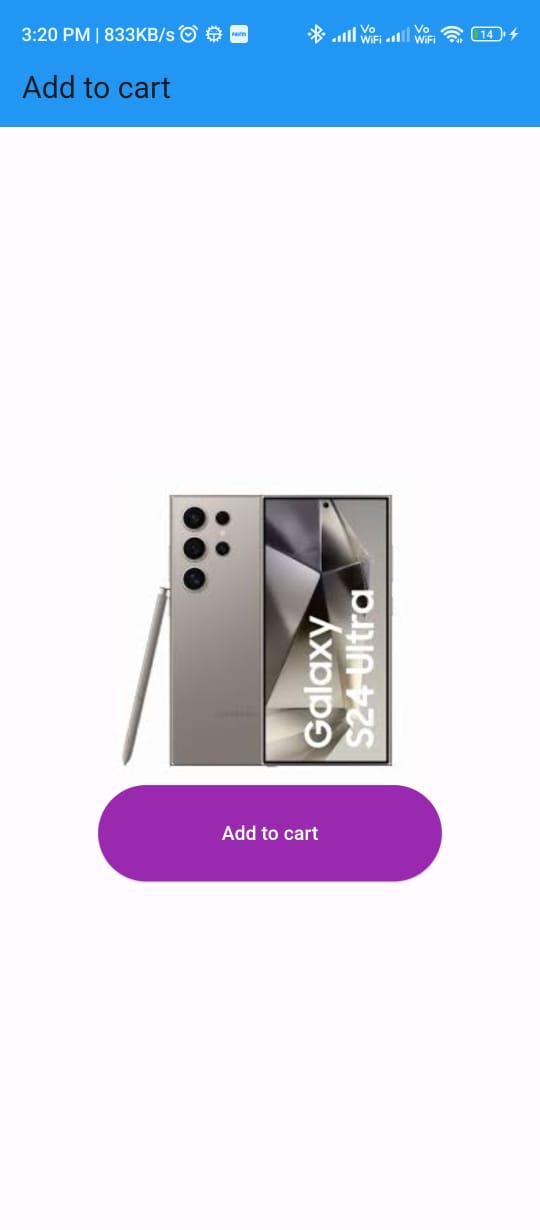 3:20 PM | 833KB/s
Vo
WiFi
Vo
WiFi
14
Add to cart
Galaxy
S24 Ultra
Add to cart